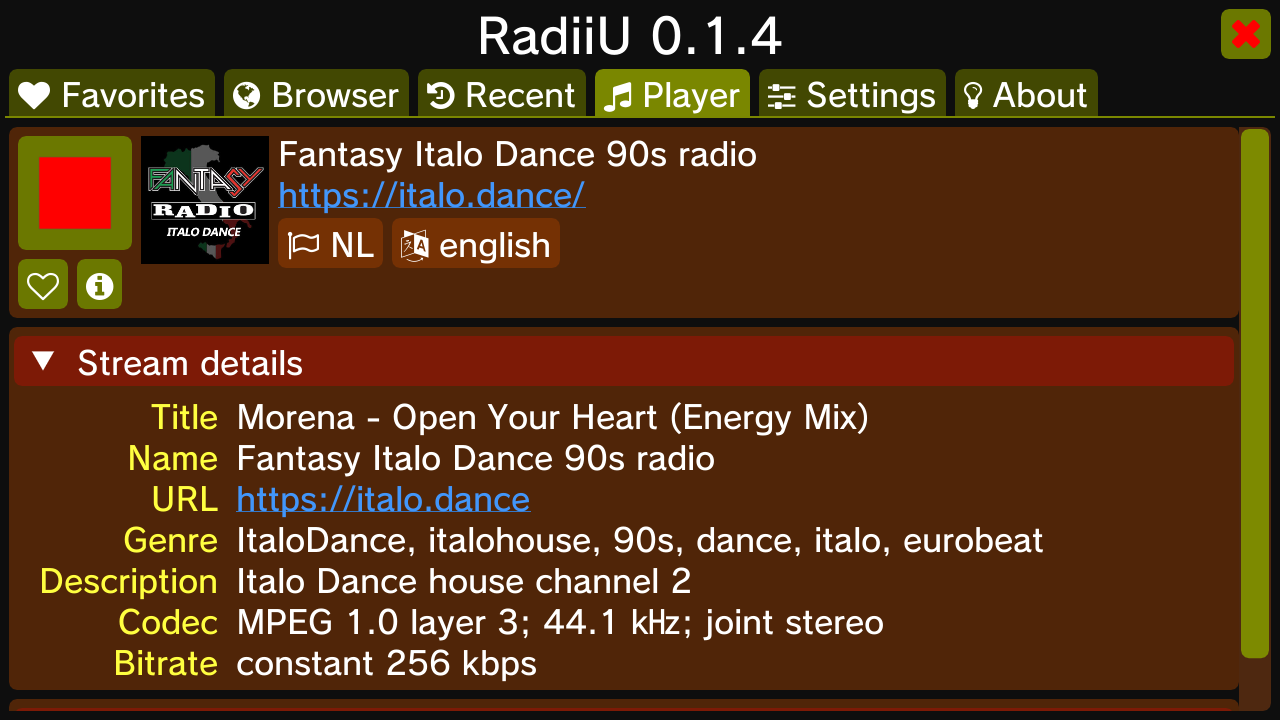 RadiiU 0.1.4
Favorites Browser Recent Player Settings About
Fantasy Italo Dance 90s radio
https://italo.dance/
FANTASY
RADIO
ITALO DANCE
NL english
Stream details
Title Morena - Open Your Heart (Energy Mix)
Name Fantasy Italo Dance 90s radio
URL https://italo.dance
Genre ItaloDance, italohouse, 90s, dance, italo, eurobeat
Description Italo Dance house channel 2
Codec MPEG 1.0 layer 3; 44.1 kHz; joint stereo
Bitrate constant 256 kbps